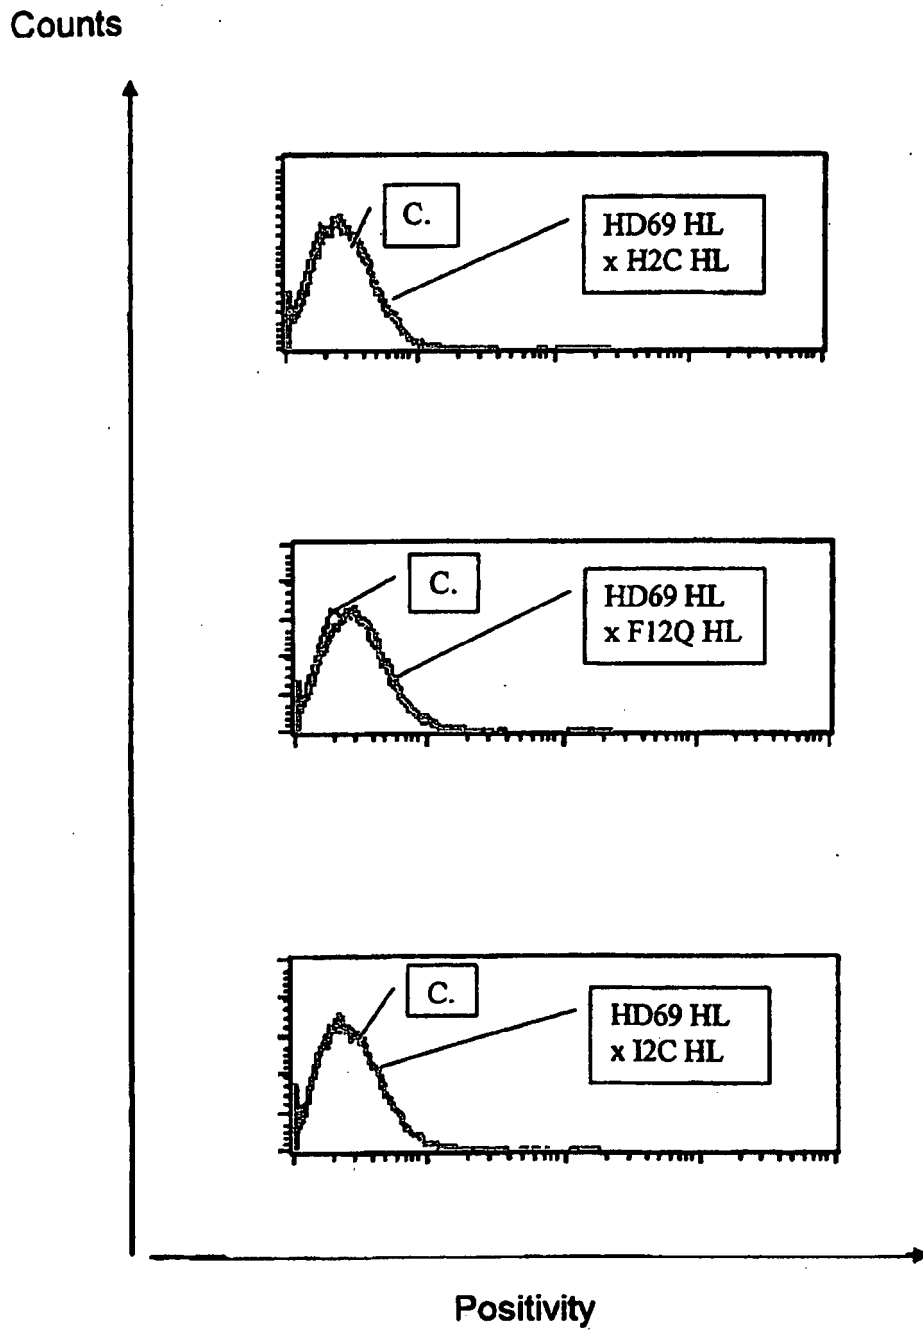 Counts
C.
HD69 HL
x H2C HL
C.
HD69 HL
x F12Q HL
C.
HD69 HL
x I2C HL
Positivity